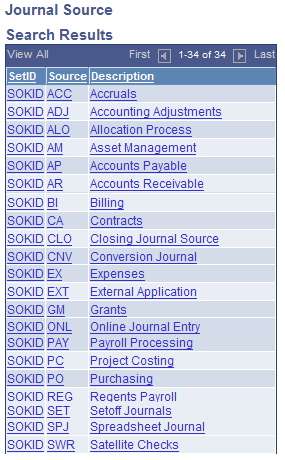 Journal Source
Search Results
View All First 1-34 of 34 Last
SetID Source Description
SOKID ACC Accruals
SOKID ADJ Accounting Adjustments
SOKID ALO Allocation Process
SOKID AM Asset Management
SOKID AP Accounts Payable
SOKID AR Accounts Receivable
SOKID BI Billing
SOKID CA Contracts
SOKID CLO Closing Journal Source
SOKID CNV Conversion Journal
SOKID EX Expenses
SOKID EXT External Application
SOKID GM Grants
SOKID ONL Online Journal Entry
SOKID PAY Payroll Processing
SOKID PC Project Costing
SOKID PO Purchasing
SOKID REG Regents Payroll
SOKID SET Setoff Journals
SOKID SPJ Spreadsheet Journal
SOKID SWR Satellite Checks